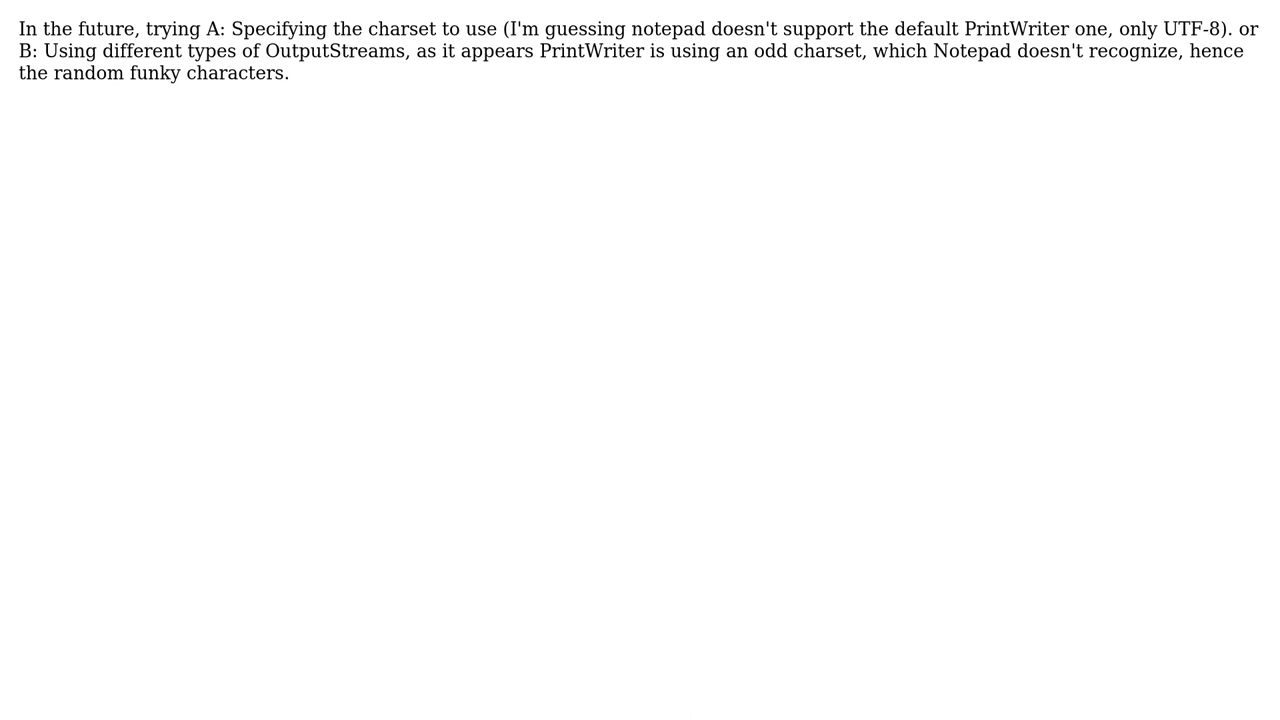 In the future, trying A: Specifying the charset to use (I'm guessing notepad doesn't support the default PrintWriter one, only UTF-8). or
B: Using different types of OutputStreams, as it appears PrintWriter is using an odd charset, which Notepad doesn't recognize, hence
the random funky characters.